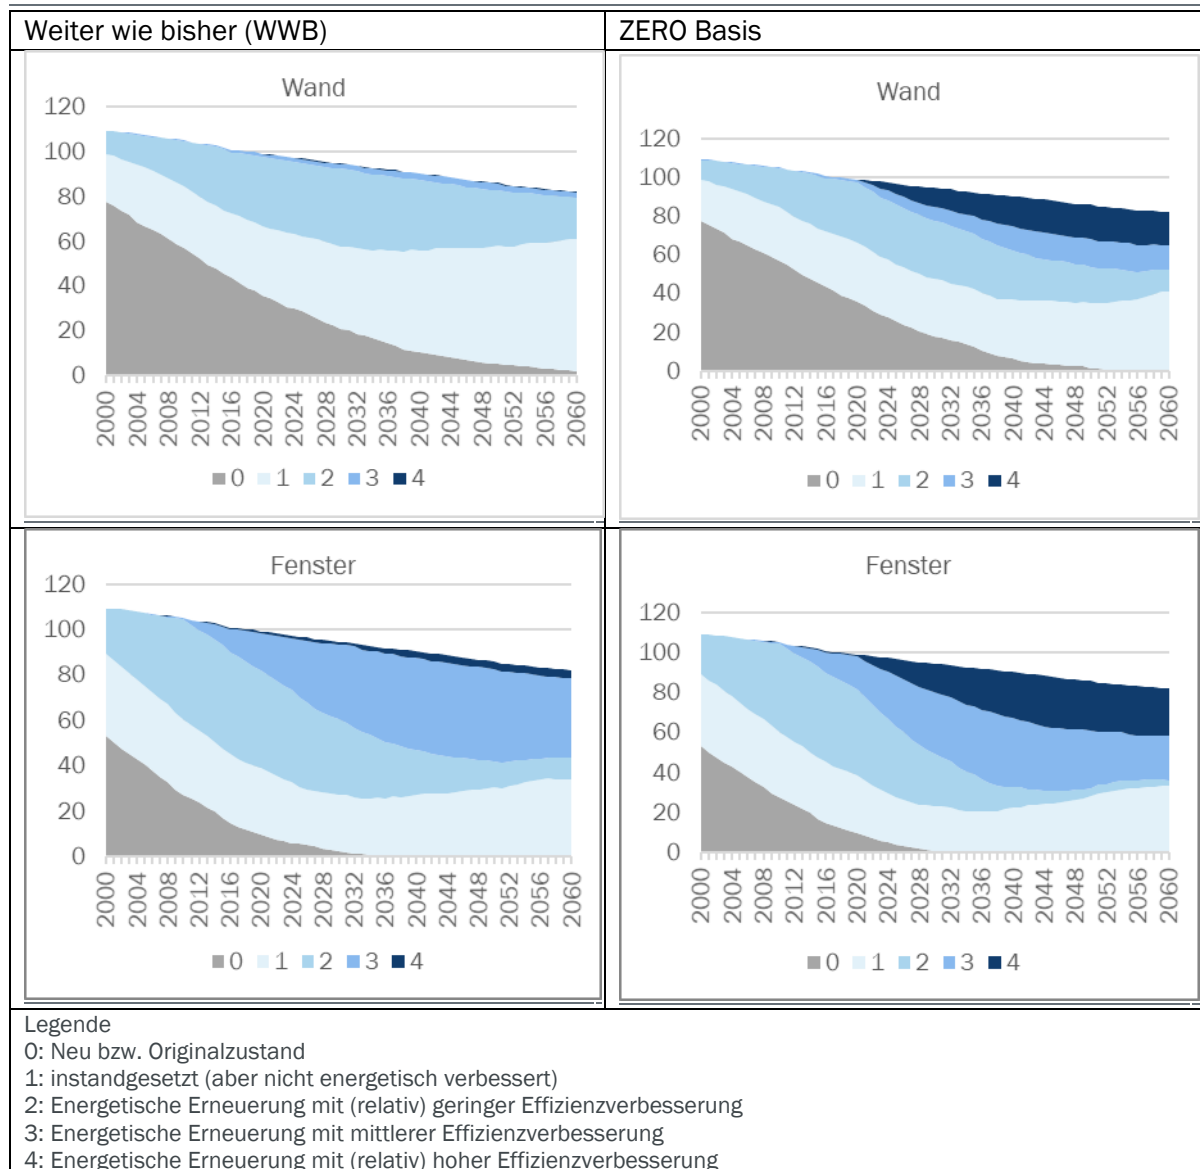 Weiter wie bisher (WWB)
ZERO Basis
Wand
120
100
80
60
40
20
0
2000 2004 2008 2012 2016 2020 2024 2028 2032 2036 2040 2044 2048 2052 2056 2060
0 1 2 3 4
Wand
120
100
80
60
40
20
0
2000 2004 2008 2012 2016 2020 2024 2028 2032 2036 2040 2044 2048 2052 2056 2060
0 1 2 3 4
Fenster
120
100
80
60
40
20
0
2000 2004 2008 2012 2016 2020 2024 2028 2032 2036 2040 2044 2048 2052 2056 2060
0 1 2 3 4
Fenster
120
100
80
60
40
20
0
2000 2004 2008 2012 2016 2020 2024 2028 2032 2036 2040 2044 2048 2052 2056 2060
0 1 2 3 4
Legende
0: Neu bzw. Originalzustand
1: instandgesetzt (aber nicht energetisch verbessert)
2: Energetische Erneuerung mit (relativ) geringer Effizienzverbesserung
3: Energetische Erneuerung mit mittlerer Effizienzverbesserung
4: Energetische Erneuerung mit (relativ) hoher Effizienzverbesserung